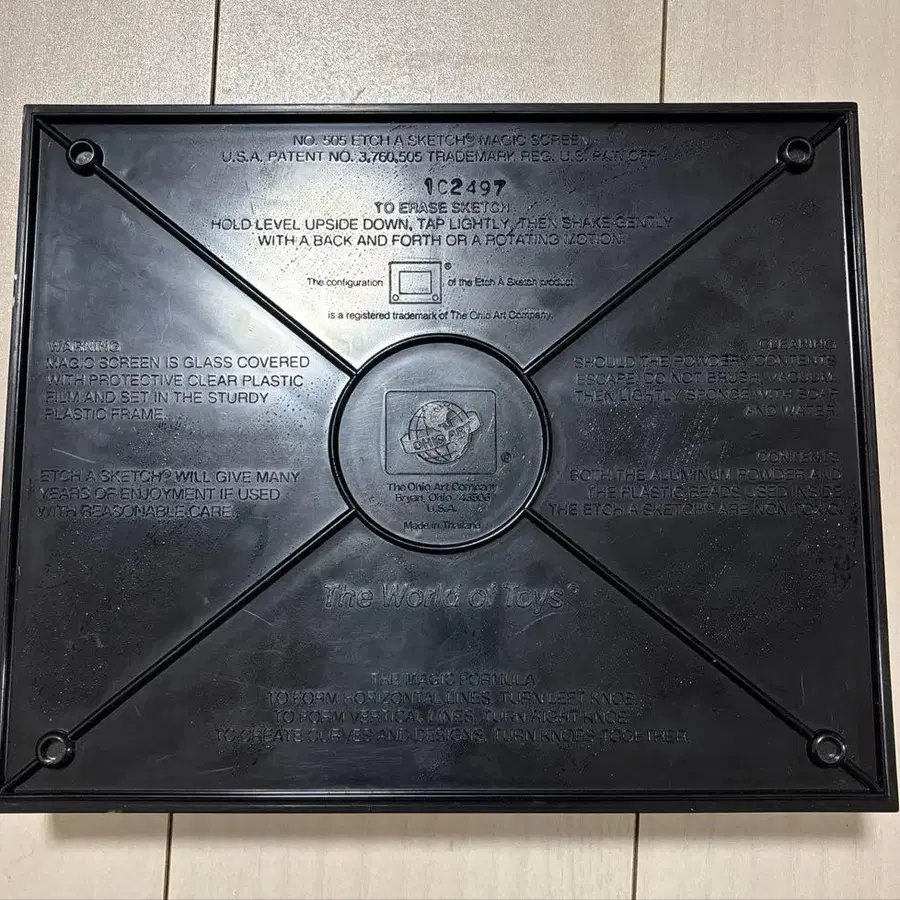 NO. 505 ETCH A SKETCH® MAGIC SCREEN
U.S.A. PATENT NO. 3,760,505 TRADEMARK REG. U.S. PAT. OFF.
1C2497
TO ERASE SKETCH
HOLD LEVEL UPSIDE DOWN, TAP LIGHTLY, THEN SHAKE GENTLY
WITH A BACK AND FORTH OR A ROTATING MOTION.
The configuration ® of the Etch A Sketch product
is a registered trademark of The Ohio Art Company.
WARNING
MAGIC SCREEN IS GLASS COVERED
WITH PROTECTIVE CLEAR PLASTIC
FILM AND SET IN THE STURDY
PLASTIC FRAME.
ETCH A SKETCH® WILL GIVE MANY
YEARS OF ENJOYMENT IF USED
WITH REASONABLE CARE.
OHIO ART
®
The Ohio Art Company
Bryan, Ohio 43506
U.S.A.
Made in Thailand
CLEANING
SHOULD THE POWDERY CONTENTS
ESCAPE, DO NOT BRUSH, VACUUM
THEN LIGHTLY SPONGE WITH SOAP
AND WATER.
CONTENTS
BOTH THE ALUMINUM POWDER AND
THE PLASTIC BEADS USED INSIDE
THE ETCH A SKETCH® ARE NON-TOXIC.
The World of Toys®
THE MAGIC FORMULA
TO FORM HORIZONTAL LINES, TURN LEFT KNOB.
TO FORM VERTICAL LINES, TURN RIGHT KNOB.
TO CREATE CURVES AND DESIGNS, TURN KNOBS TOGETHER.